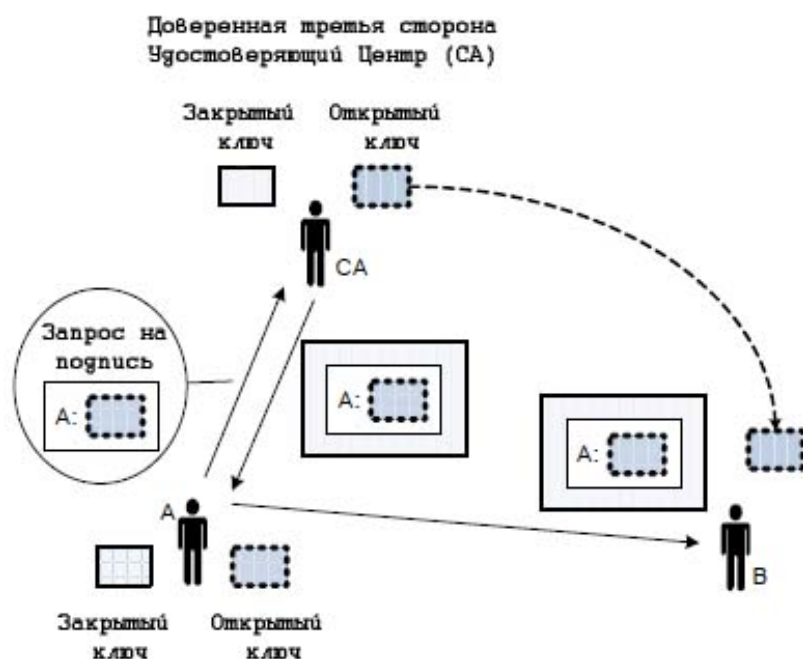 Доверенная третья сторона
Удостоверяющий Центр (CA)
Закрытый ключ
Открытый ключ
CA
Запрос на
подпись
A:
A:
A:
A
B
Закрытый
ключ
Открытый
ключ